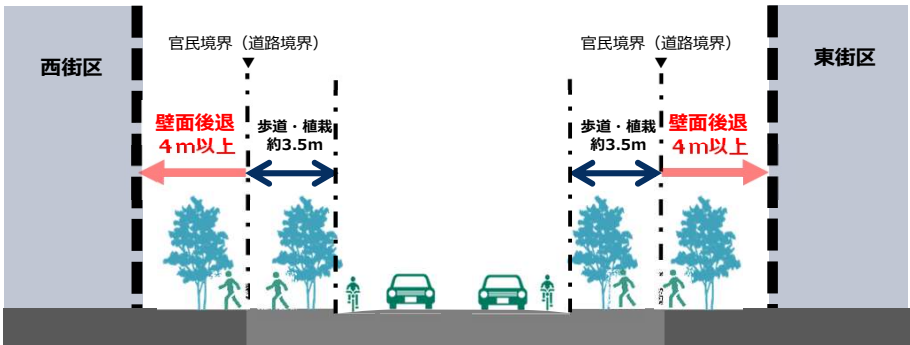 西街区
官民境界（道路境界）
官民境界（道路境界）
東街区
壁面後退
４ｍ以上
歩道・植栽
約3.5m
歩道・植栽
約3.5m
壁面後退
４ｍ以上